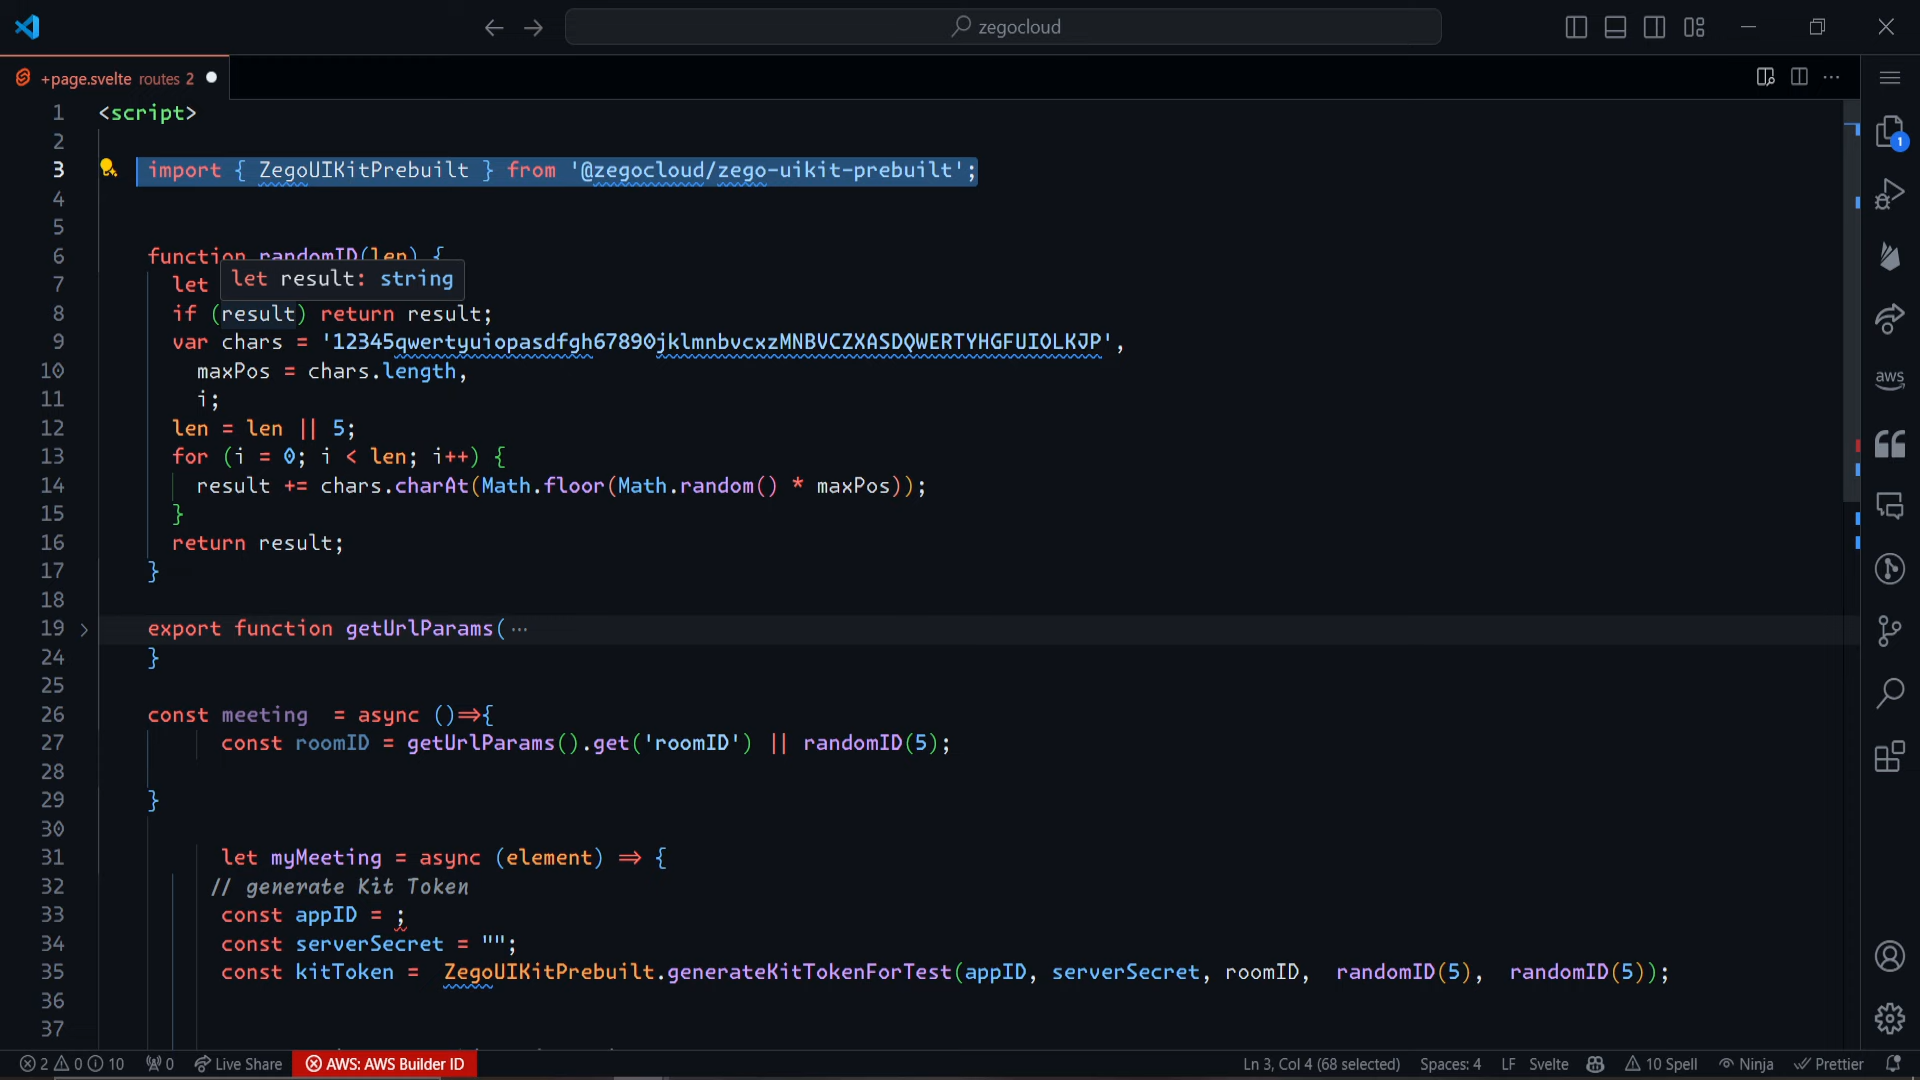 zegocloud
+page.svelte routes 2
1 <script>
2
3 import { ZegoUIKitPrebuilt } from '@zegocloud/zego-uikit-prebuilt';
4
5
6 function randomID(len) {
7 let
let result: string
8 if (result) return result;
9 var chars = '12345qwertyuiopasdfgh67890jklmnbvcxzMNBVCZXASDQWERTYHGFUIOLKJP',
10 maxPos = chars.length,
11 i;
12 len = len || 5;
13 for (i = 0; i < len; i++) {
14 result += chars.charAt(Math.floor(Math.random() * maxPos));
15 }
16 return result;
17 }
18
19 export function getUrlParams( ···
24 }
25
26 const meeting  = async ()=>{
27 const roomID = getUrlParams().get('roomID') || randomID(5);
28
29 }
30
31 let myMeeting = async (element) => {
32 // generate Kit Token
33 const appID = ;
34 const serverSecret = "";
35 const kitToken =  ZegoUIKitPrebuilt.generateKitTokenForTest(appID, serverSecret, roomID,  randomID(5),  randomID(5));
36
37
1
aws
2 0 10 0 Live Share AWS: AWS Builder ID Ln 3, Col 4 (68 selected) Spaces: 4 LF Svelte 10 Spell Ninja Prettier